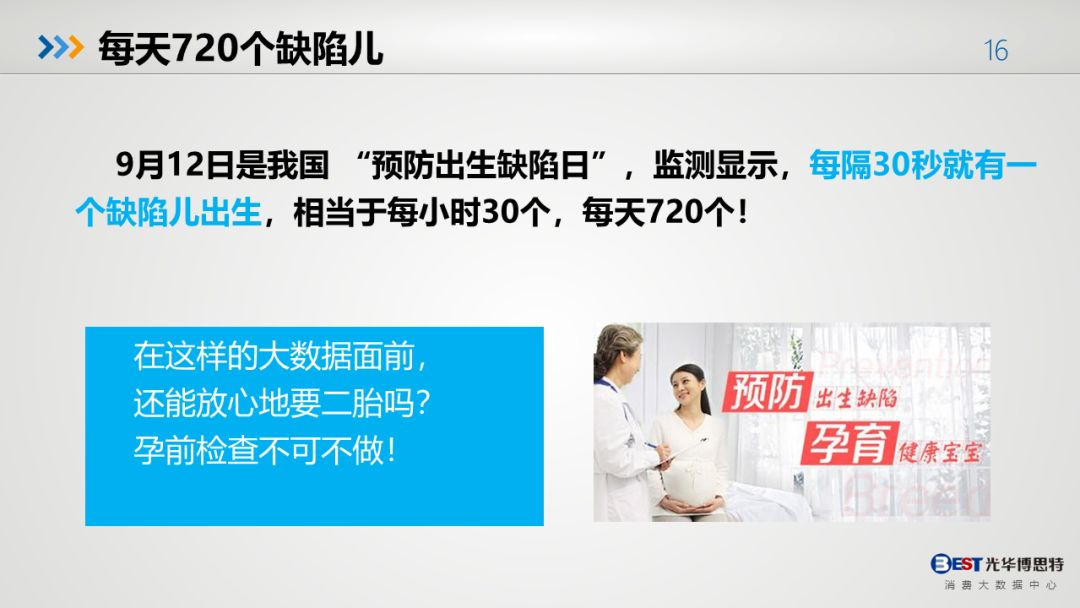 每天720个缺陷儿
16
9月12日是我国 “预防出生缺陷日”，监测显示，每隔30秒就有一
个缺陷儿出生，相当于每小时30个，每天720个！
在这样的大数据面前，
还能放心地要二胎吗？
孕前检查不可不做！
预防出生缺陷
孕育健康宝宝
BEST光华博思特
消费大数据中心